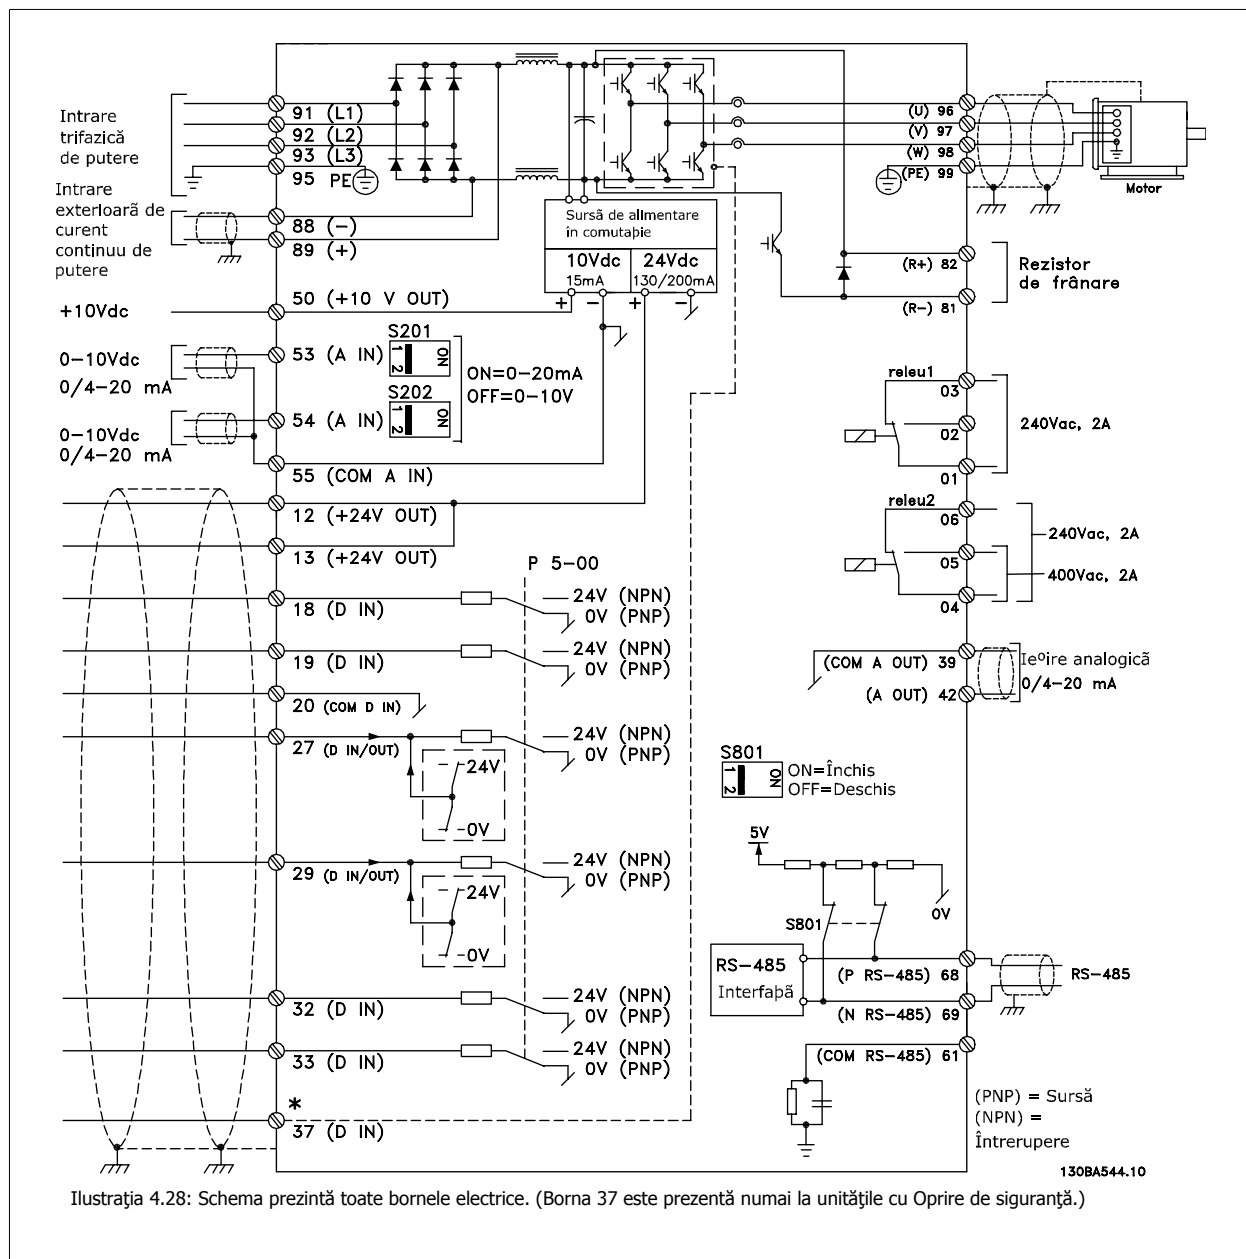 Intrare
trifazică
de putere
91 (L1)
92 (L2)
93 (L3)
95 PE
Intrare
exterioară de
curent
continuu de
putere
88 (−)
89 (+)
+10Vdc
50 (+10 V OUT)
0−10Vdc
0/4−20 mA
53 (A IN)
S201
1 2
ON
0−10Vdc
0/4−20 mA
54 (A IN)
S202
1 2
ON
ON=0−20mA
OFF=0−10V
55 (COM A IN)
12 (+24V OUT)
13 (+24V OUT)
P 5-00
18 (D IN)
24V (NPN)
0V (PNP)
19 (D IN)
24V (NPN)
0V (PNP)
20 (COM D IN)
27 (D IN/OUT)
24V (NPN)
0V (PNP)
24V
0V
29 (D IN/OUT)
24V (NPN)
0V (PNP)
24V
0V
32 (D IN)
24V (NPN)
0V (PNP)
33 (D IN)
24V (NPN)
0V (PNP)
*
37 (D IN)
Sursã de alimentare
în comutaþie
10Vdc
15mA
24Vdc
130/200mA
+ − + −
(U) 96
(V) 97
(W) 98
(PE) 99
Motor
(R+) 82
(R−) 81
Rezistor
de frânare
releu1
03
02
01
240Vac, 2A
releu2
06
05
04
240Vac, 2A
400Vac, 2A
(COM A OUT) 39
(A OUT) 42
Ieºire analogicã
0/4−20 mA
S801
1 2
ON
ON=Închis
OFF=Deschis
5V
S801
0V
RS−485
Interfaþã
(P RS−485) 68
(N RS−485) 69
(COM RS−485) 61
RS−485
(PNP) = Sursă
(NPN) =
Întrerupere
130BA544.10
Ilustraţia 4.28: Schema prezintă toate bornele electrice. (Borna 37 este prezentă numai la unităţile cu Oprire de siguranţă.)